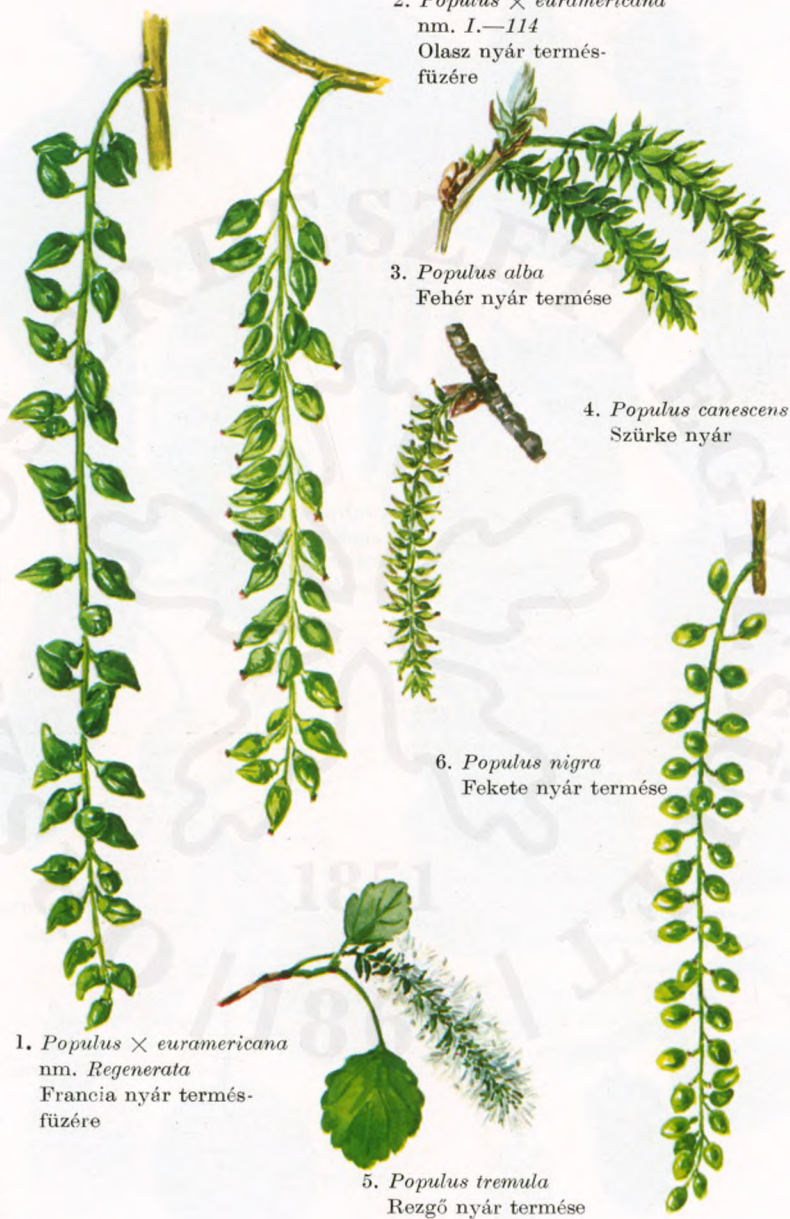 2. Populus × euramericana
nm. I.—114
Olasz nyár termés-
füzére
3. Populus alba
Fehér nyár termése
4. Populus canescens
Szürke nyár
6. Populus nigra
Fekete nyár termése
1. Populus × euramericana
nm. Regenerata
Francia nyár termés-
füzére
5. Populus tremula
Rezgő nyár termése
1851